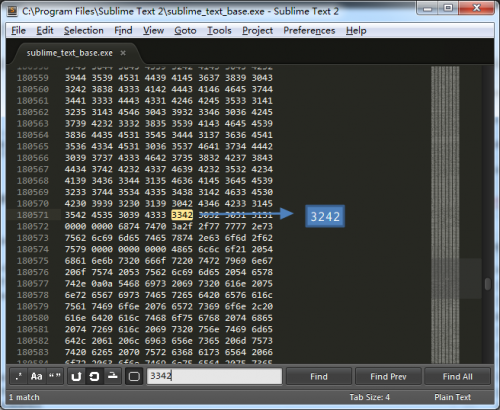 C:\Program Files\Sublime Text 2\sublime_text_base.exe - Sublime Text 2
File Edit Selection Find View Goto Tools Project Preferences Help
sublime_text_base.exe ×
180559 3944 3539 4531 4439 4145 3637 3839 3043
180560 3242 3838 4333 4142 4443 4146 4645 3744
180561 3441 3333 4443 4331 4246 4245 3533 3141
180562 3235 3143 4546 3043 3932 3346 3036 4245
180563 3739 4232 3332 3835 3539 4143 4645 4539
180564 3836 4435 4531 3545 3444 3137 3636 4541
180565 3536 4334 4531 3036 3537 4641 3734 4442
180566 3039 3737 4333 4642 3735 3832 4237 3843
180567 4434 3742 4232 4337 4639 4232 3532 4234
180568 4139 3436 3344 3135 4636 4145 3645 4539
180569 3233 3744 3534 4335 3438 3142 4633 4530
180570 4230 3939 3230 3139 3042 4346 4233 3145
180571 3542 4535 3039 4333 3342 3032 3031 3131
3242
180572 0000 0000 6874 7470 3a2f 2f77 7777 2e73
180573 7562 6c69 6d65 7465 7874 2e63 6f6d 2f62
180574 7579 0000 0000 0000 4865 6c6c 6f21 2054
180575 6861 6e6b 7320 666f 7220 7472 7969 6e67
180576 206f 7574 2053 7562 6c69 6d65 2054 6578
180577 742e 0a0a 5468 6973 2069 7320 616e 2075
180578 6e72 6567 6973 7465 7265 6420 6576 616c
180579 7561 7469 6f6e 2076 6572 7369 6f6e 2c20
180580 616e 6420 616c 7468 6f75 6768 2074 6865
180581 2074 7269 616c 2069 7320 756e 7469 6d65
180582 642c 2061 206c 6963 656e 7365 206d 7573
180583 7420 6265 2070 7572 6368 6173 6564 2066
.* Aa “ ” 3342 Find Find Prev Find All
1 match Tab Size: 4 Plain Text